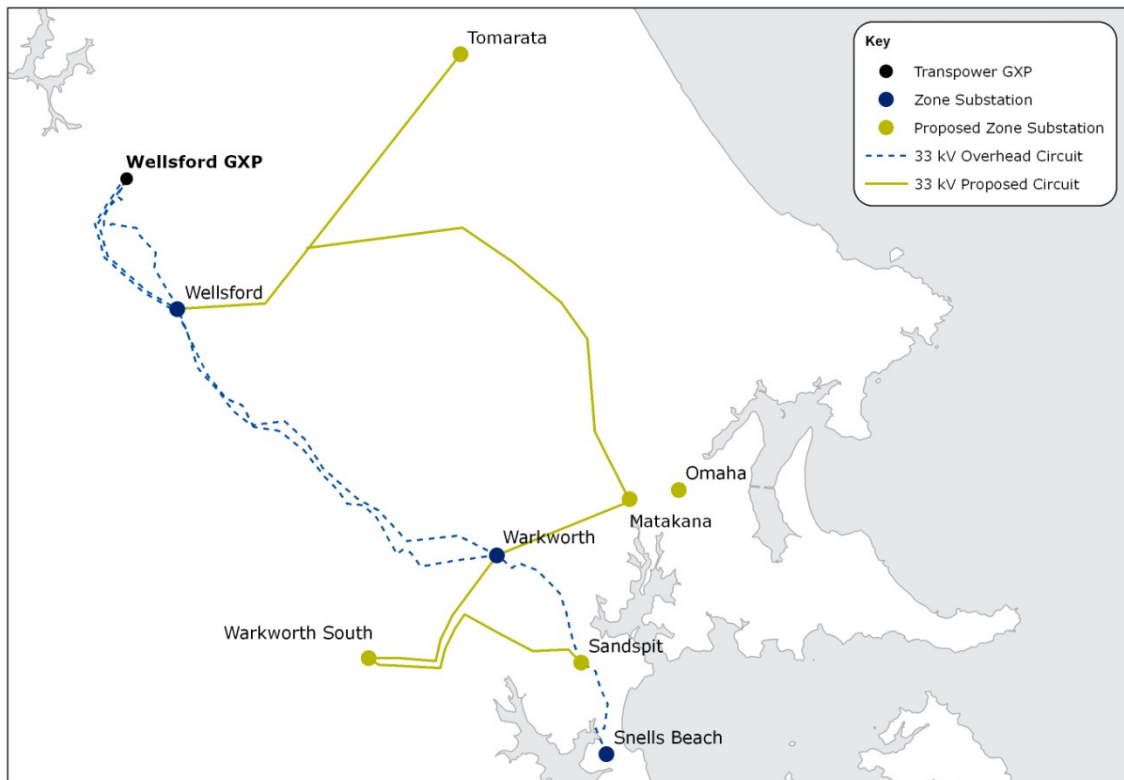 Tomarata
Key
Transpower GXP
Zone Substation
Proposed Zone Substation
33 kV Overhead Circuit
33 kV Proposed Circuit
Wellsford GXP
Wellsford
Omaha
Matakana
Warkworth
Warkworth South
Sandspit
Snells Beach